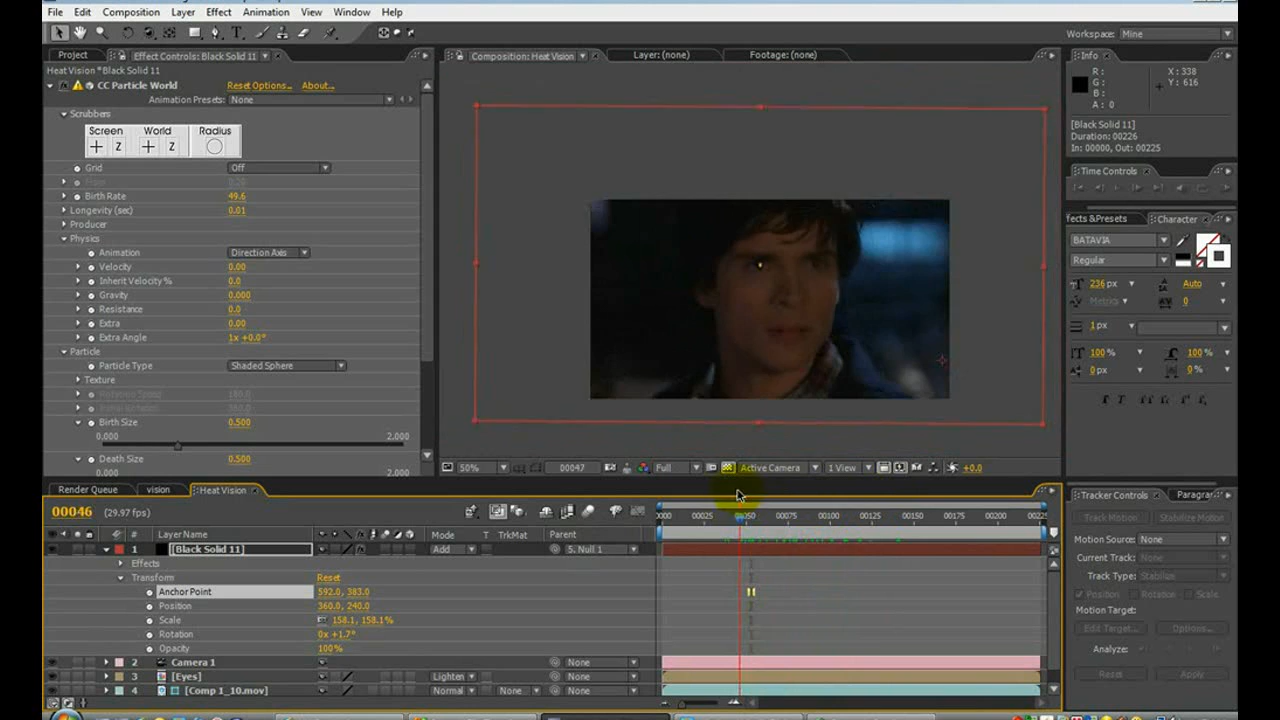 File Edit Composition Layer Effect Animation View Window Help
Workspace: Mine
Project Effect Controls: Black Solid 11
Composition: Heat Vision Layer: (none) Footage: (none)
Info
Heat Vision * Black Solid 11
CC Particle World Reset Options... About...
Animation Presets: None
Scrubbers
Screen World Radius
Z Z
Grid Off
Birth Rate 49.6
Longevity (sec) 0.01
Producer
Physics
Animation Direction Axis
Velocity 0.00
Inherit Velocity % 0.0
Gravity 0.000
Resistance 0.0
Extra 0.00
Extra Angle 1x +0.0°
Particle
Particle Type Shaded Sphere
Texture
Birth Size 0.500
0.000 2.000
Death Size 0.500
0.000 2.000
50% 00047 Full Active Camera 1 View +0.0
R: X: 338
G: Y: 616
B:
A: 0
[Black Solid 11]
Duration: 00226
In: 00000, Out: 00225
Time Controls
ffects & Presets Character
BATAVIA
Regular
236 px Auto
Metrics 0
1 px
100 % 100 %
0 px 0 %
T T TT Tr
Render Queue vision Heat Vision
00046 (29.97 fps)
0000 00025 00050 00075 00100 00125 00150 00175 00200 0022
# Layer Name Mode T TrkMat Parent
1 [Black Solid 11] Add 5. Null 1
Effects
Transform Reset
Anchor Point 592.0, 383.0
Position 360.0, 240.0
Scale 158.1, 158.1%
Rotation 0x +1.7°
Opacity 100%
2 Camera 1 None
3 [Eyes] Lighten None
4 [Comp 1_10.mov] Normal None None
Tracker Controls Paragra
Track Motion Stabilize Motion
Motion Source: None
Current Track: None
Track Type: Stabilize
Position Rotation Scale
Motion Target:
Edit Target... Options...
Analyze:
Reset Apply